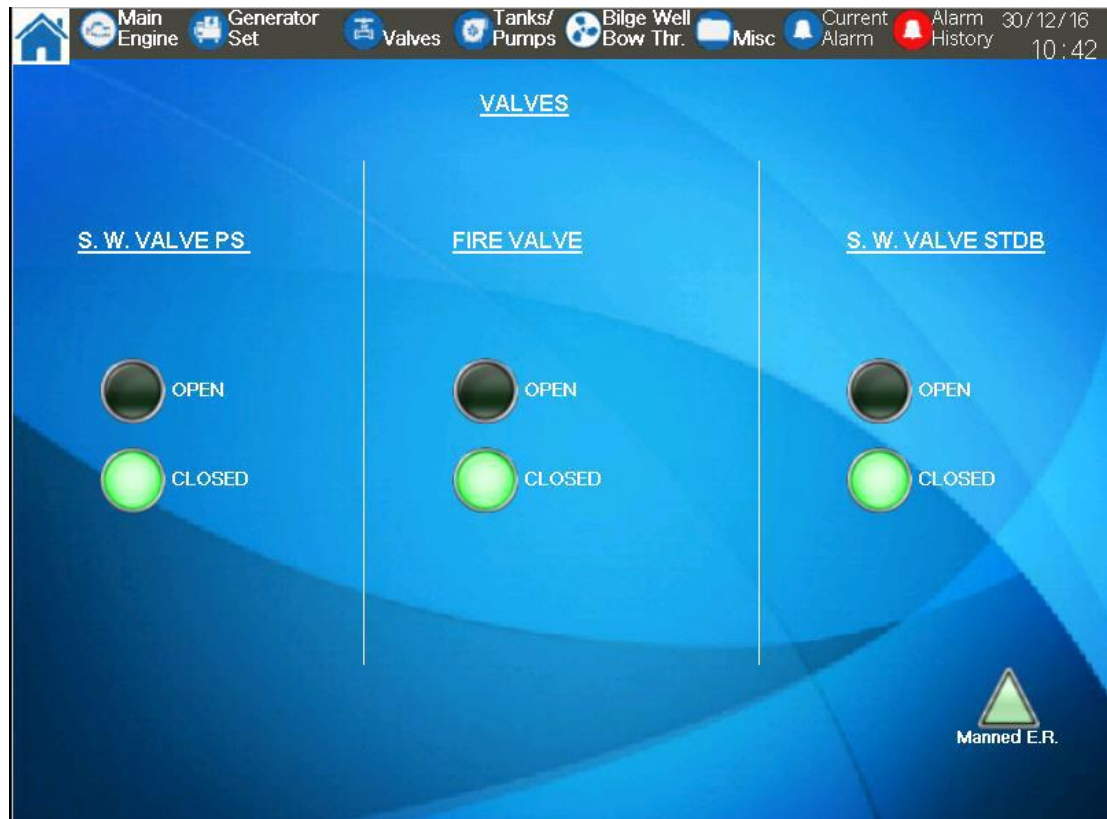 Main Engine
Generator Set
Valves
Tanks/ Pumps
Bilge Well Bow Thr.
Misc
Current Alarm
Alarm History
30/12/16
10:42
VALVES
S. W. VALVE PS
FIRE VALVE
S. W. VALVE STDB
OPEN
OPEN
OPEN
CLOSED
CLOSED
CLOSED
Manned E.R.